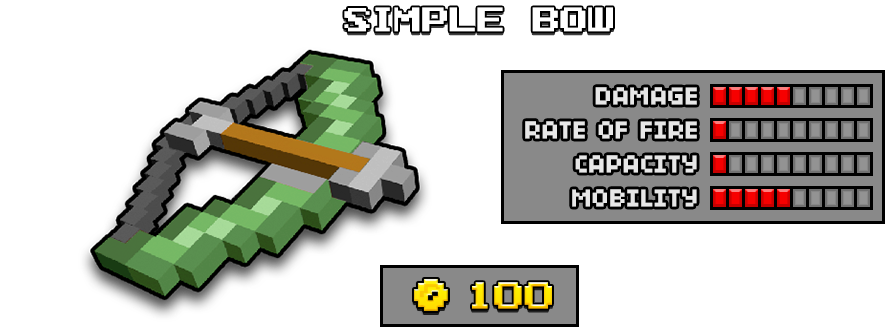 SIMPLE BOW
DAMAGE
RATE OF FIRE
CAPACITY
MOBILITY
100